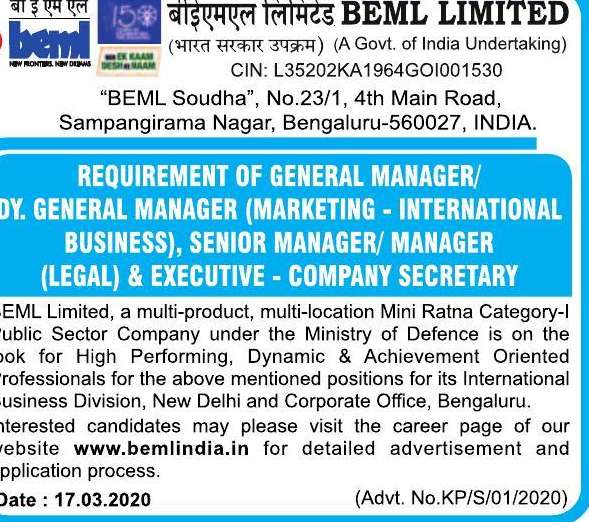 बी ई एम एल
beml
NEW FRONTIERS. NEW DREAMS
150
EK KAAM
DESH KE NAAM
बीईएमएल लिमिटेड BEML LIMITED
(भारत सरकार उपक्रम) (A Govt. of India Undertaking)
CIN: L35202KA1964GOI001530
“BEML Soudha”, No.23/1, 4th Main Road,
Sampangirama Nagar, Bengaluru-560027, INDIA.
REQUIREMENT OF GENERAL MANAGER/
DY. GENERAL MANAGER (MARKETING - INTERNATIONAL
BUSINESS), SENIOR MANAGER/ MANAGER
(LEGAL) & EXECUTIVE - COMPANY SECRETARY
BEML Limited, a multi-product, multi-location Mini Ratna Category-I
Public Sector Company under the Ministry of Defence is on the
look for High Performing, Dynamic & Achievement Oriented
Professionals for the above mentioned positions for its International
Business Division, New Delhi and Corporate Office, Bengaluru.
Interested candidates may please visit the career page of our
website www.bemlindia.in for detailed advertisement and
application process.
Date : 17.03.2020 (Advt. No.KP/S/01/2020)